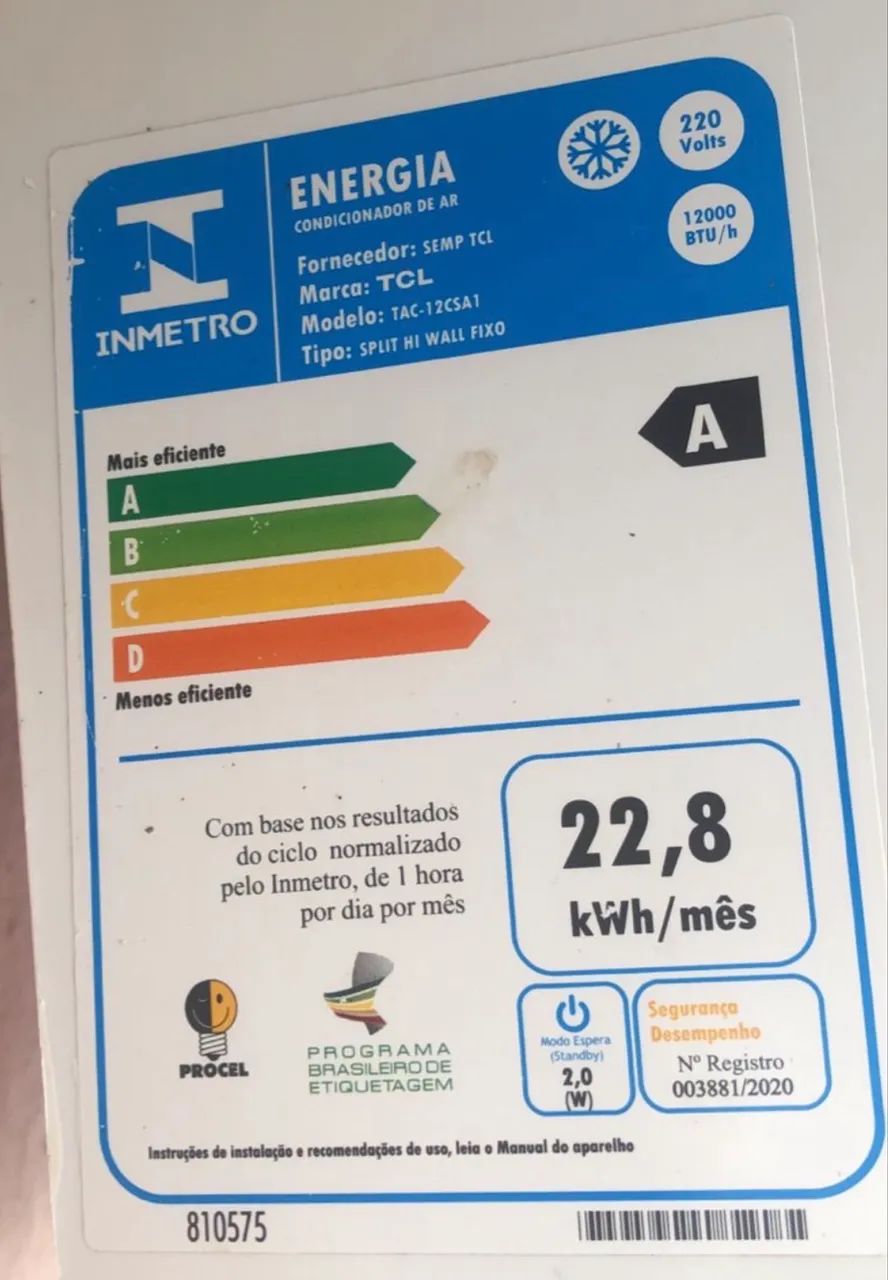 INMETRO
ENERGIA
CONDICIONADOR DE AR
Fornecedor: SEMP TCL
Marca: TCL
Modelo: TAC-12CSA1
Tipo: SPLIT HI WALL FIXO
220
Volts
12000
BTU/h
Mais eficiente
A
B
C
D
Menos eficiente
A
Com base nos resultados
do ciclo normalizado
pelo Inmetro, de 1 hora
por dia por mês
22,8
kWh/mês
PROCEL
PROGRAMA
BRASILEIRO DE
ETIQUETAGEM
Modo Espera
(Standby)
2,0
(W)
Segurança
Desempenho
Nº Registro
003881/2020
Instruções de instalação e recomendações de uso, leia o Manual do aparelho
810575